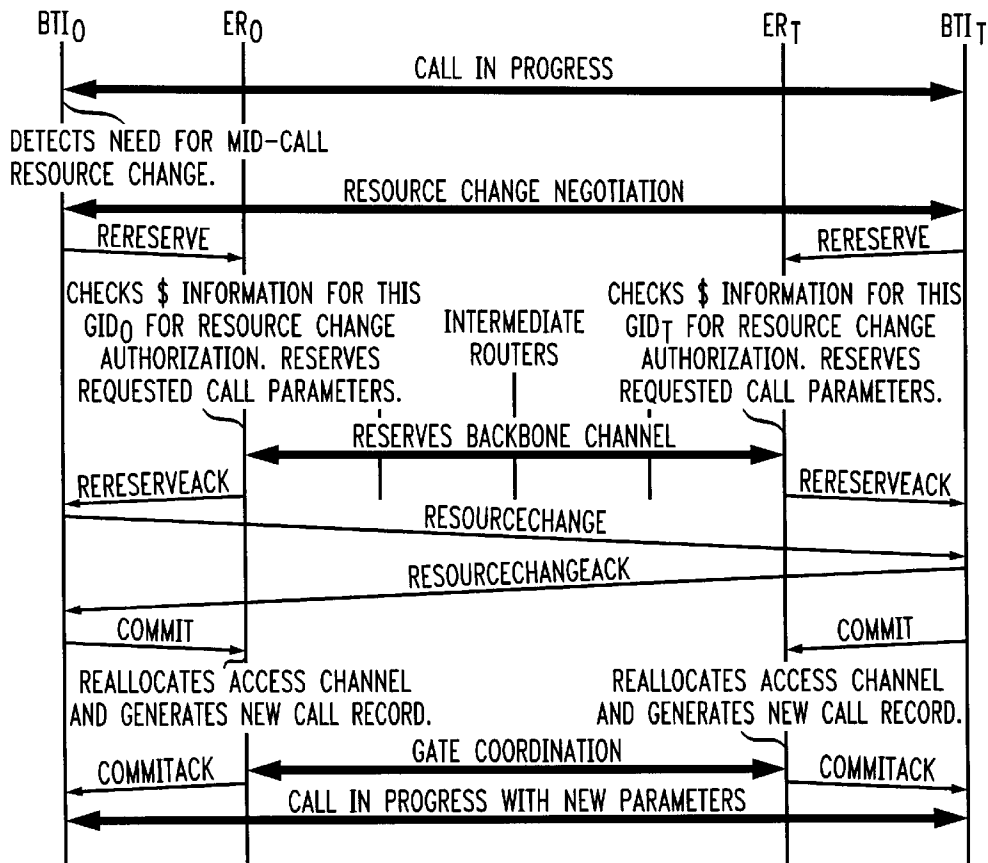 BTIO ERO ERT BTIT
CALL IN PROGRESS
DETECTS NEED FOR MID-CALL
RESOURCE CHANGE.
RESOURCE CHANGE NEGOTIATION
RERESERVE RERESERVE
CHECKS $ INFORMATION FOR THIS
GIDO FOR RESOURCE CHANGE
AUTHORIZATION. RESERVES
REQUESTED CALL PARAMETERS.
INTERMEDIATE
ROUTERS
CHECKS $ INFORMATION FOR THIS
GIDT FOR RESOURCE CHANGE
AUTHORIZATION. RESERVES
REQUESTED CALL PARAMETERS.
RESERVES BACKBONE CHANNEL
RERESERVEACK RERESERVEACK
RESOURCECHANGE
RESOURCECHANGEACK
COMMIT COMMIT
REALLOCATES ACCESS CHANNEL
AND GENERATES NEW CALL RECORD.
REALLOCATES ACCESS CHANNEL
AND GENERATES NEW CALL RECORD.
GATE COORDINATION
COMMITACK COMMITACK
CALL IN PROGRESS WITH NEW PARAMETERS